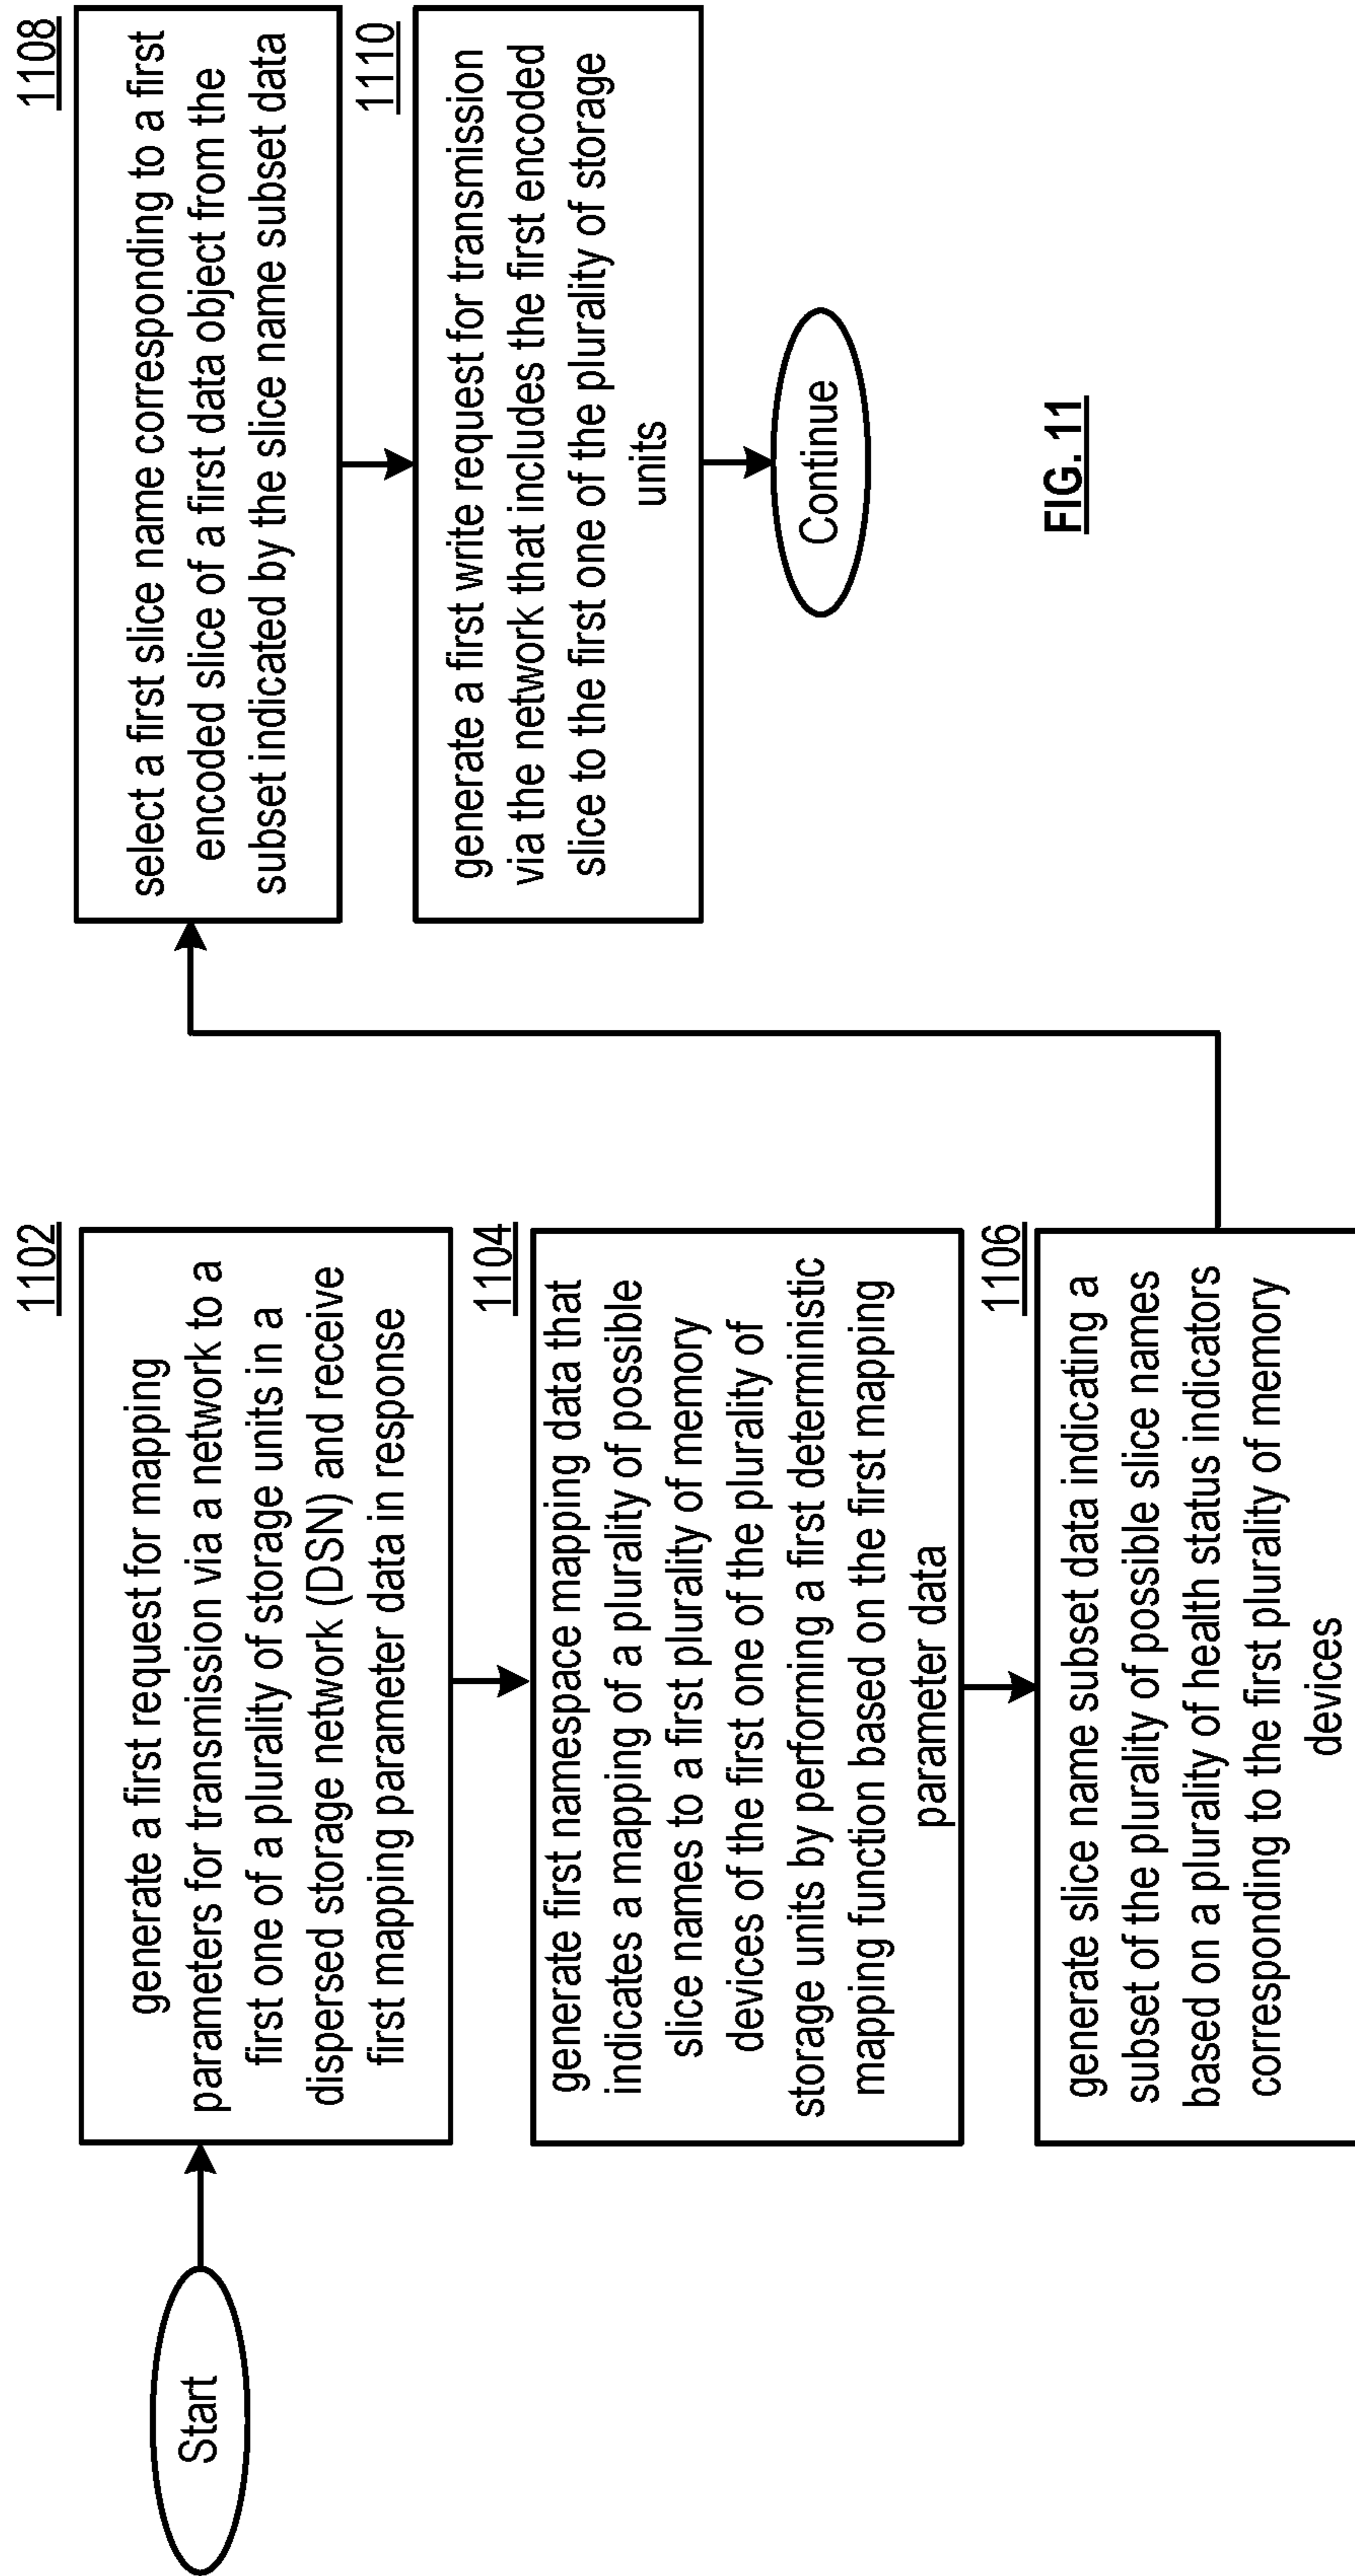 Start
1102
generate a first request for mapping
parameters for transmission via a network to a
first one of a plurality of storage units in a
dispersed storage network (DSN) and receive
first mapping parameter data in response
1104
generate first namespace mapping data that
indicates a mapping of a plurality of possible
slice names to a first plurality of memory
devices of the first one of the plurality of
storage units by performing a first deterministic
mapping function based on the first mapping
parameter data
1106
generate slice name subset data indicating a
subset of the plurality of possible slice names
based on a plurality of health status indicators
corresponding to the first plurality of memory
devices
1108
select a first slice name corresponding to a first
encoded slice of a first data object from the
subset indicated by the slice name subset data
1110
generate a first write request for transmission
via the network that includes the first encoded
slice to the first one of the plurality of storage
units
Continue
FIG. 11